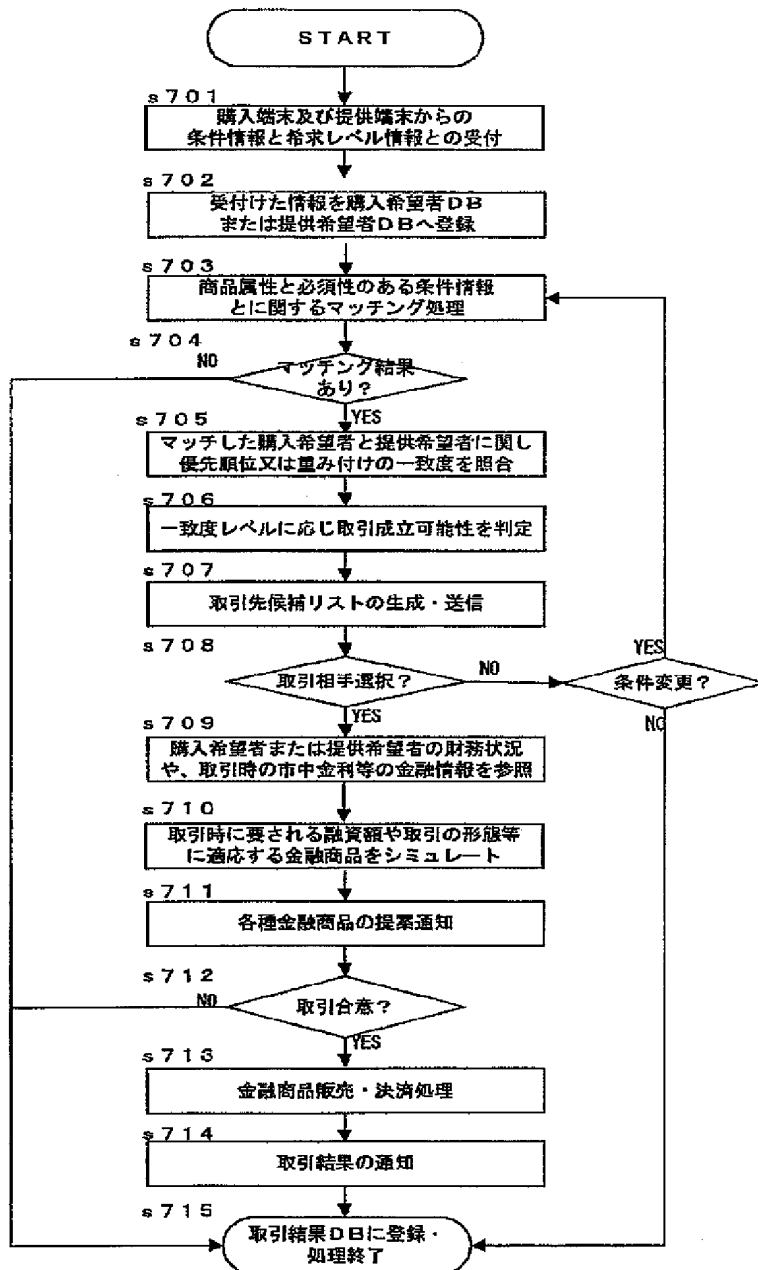 START
s701
購入端末及び提供端末からの
条件情報と希求レベル情報との受付
s702
受付けた情報を購入希望者DB
または提供希望者DBへ登録
s703
商品属性と必須性のある条件情報
とに関するマッチング処理
s704
NO
マッチング結果
あり?
YES
s705
マッチした購入希望者と提供希望者に関し
優先順位又は重み付けの一致度を照合
s706
一致度レベルに応じ取引成立可能性を判定
s707
取引先候補リストの生成・送信
s708
取引相手選択?
NO
YES
条件変更?
YES
NO
s709
購入希望者または提供希望者の財務状況
や、取引時の市中金利等の金融情報を参照
s710
取引時に要される融資額や取引の形態等
に適応する金融商品をシミュレート
s711
各種金融商品の提案通知
s712
NO
取引合意?
YES
s713
金融商品販売・決済処理
s714
取引結果の通知
s715
取引結果DBに登録・
処理終了